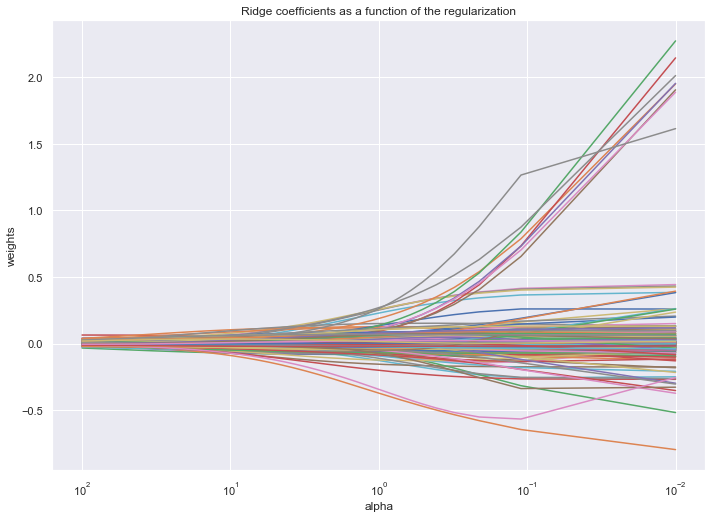 Ridge coefficients as a function of the regularization
weights
2.0
1.5
1.0
0.5
0.0
−0.5
10² 10¹ 10⁰ 10⁻¹ 10⁻²
alpha